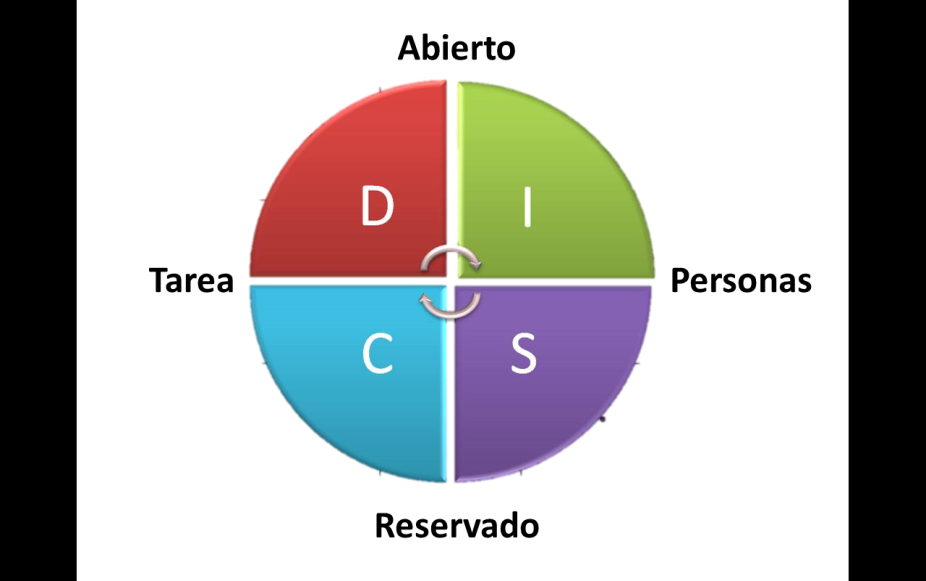 Abierto
D I
Tarea Personas
C S
Reservado